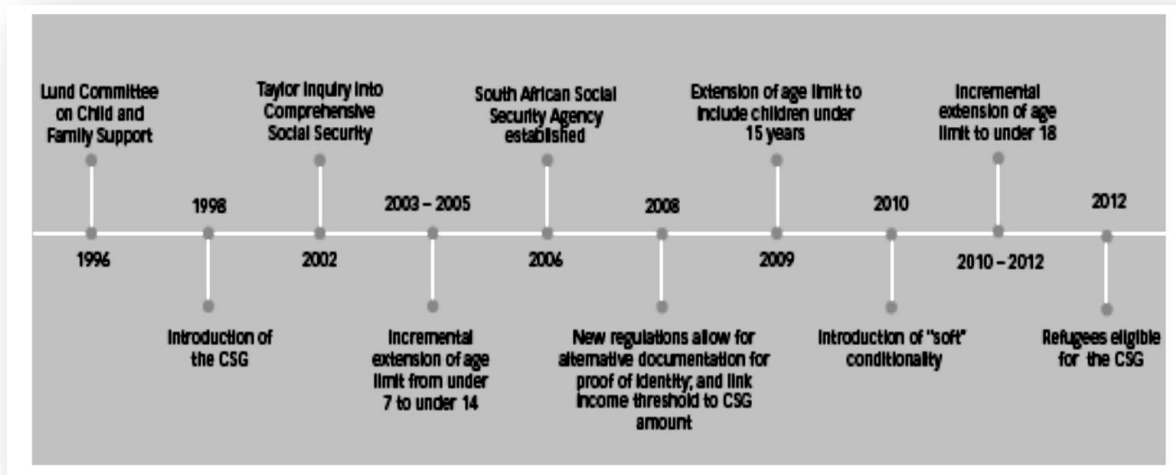 Lund Committee
on Child and
Family Support
1996
1998
Introduction of
the CSG
Taylor Inquiry into
Comprehensive
Social Security
2002
2003 – 2005
Incremental
extension of age
limit from under
7 to under 14
South African Social
Security Agency
established
2006
2008
New regulations allow for
alternative documentation for
proof of identity; and link
income threshold to CSG
amount
Extension of age limit to
include children under
15 years
2009
2010
Introduction of "soft"
conditionality
Incremental
extension of age
limit to under 18
2010 – 2012
2012
Refugees eligible
for the CSG